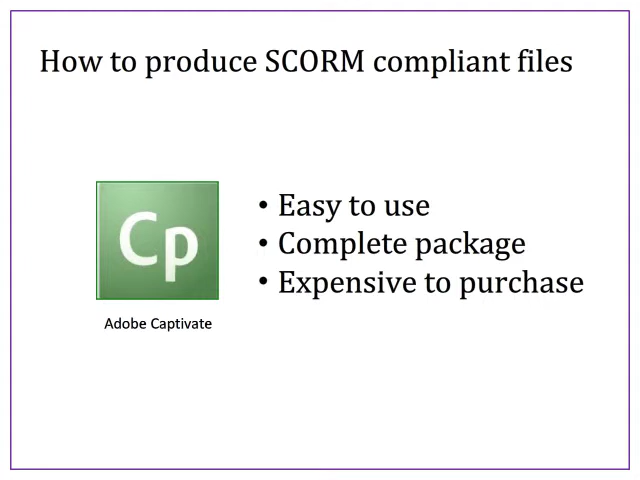 How to produce SCORM compliant files
Cp
• Easy to use
• Complete package
• Expensive to purchase
Adobe Captivate